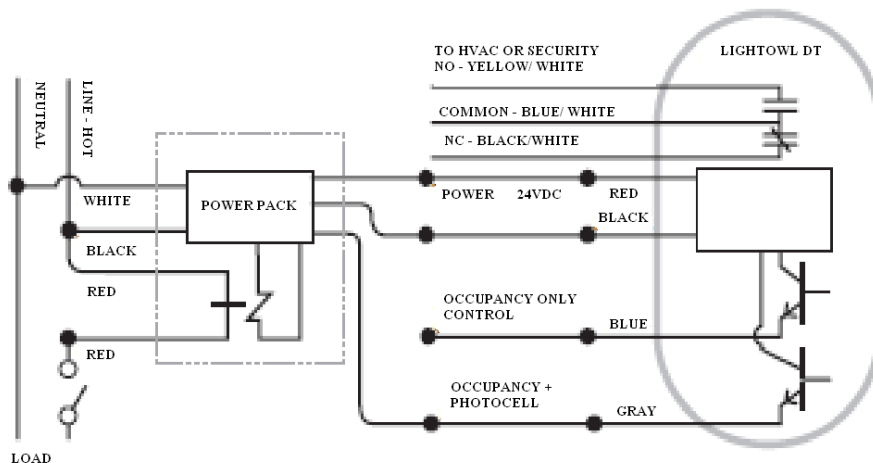 TO HVAC OR SECURITY
NO - YELLOW/ WHITE
LIGHTOWL DT
NEUTRAL
LINE - HOT
COMMON - BLUE/ WHITE
NC - BLACK/WHITE
WHITE
POWER PACK
POWER 24VDC
RED
BLACK
BLACK
RED
OCCUPANCY ONLY
CONTROL
BLUE
RED
OCCUPANCY +
PHOTOCELL
GRAY
LOAD